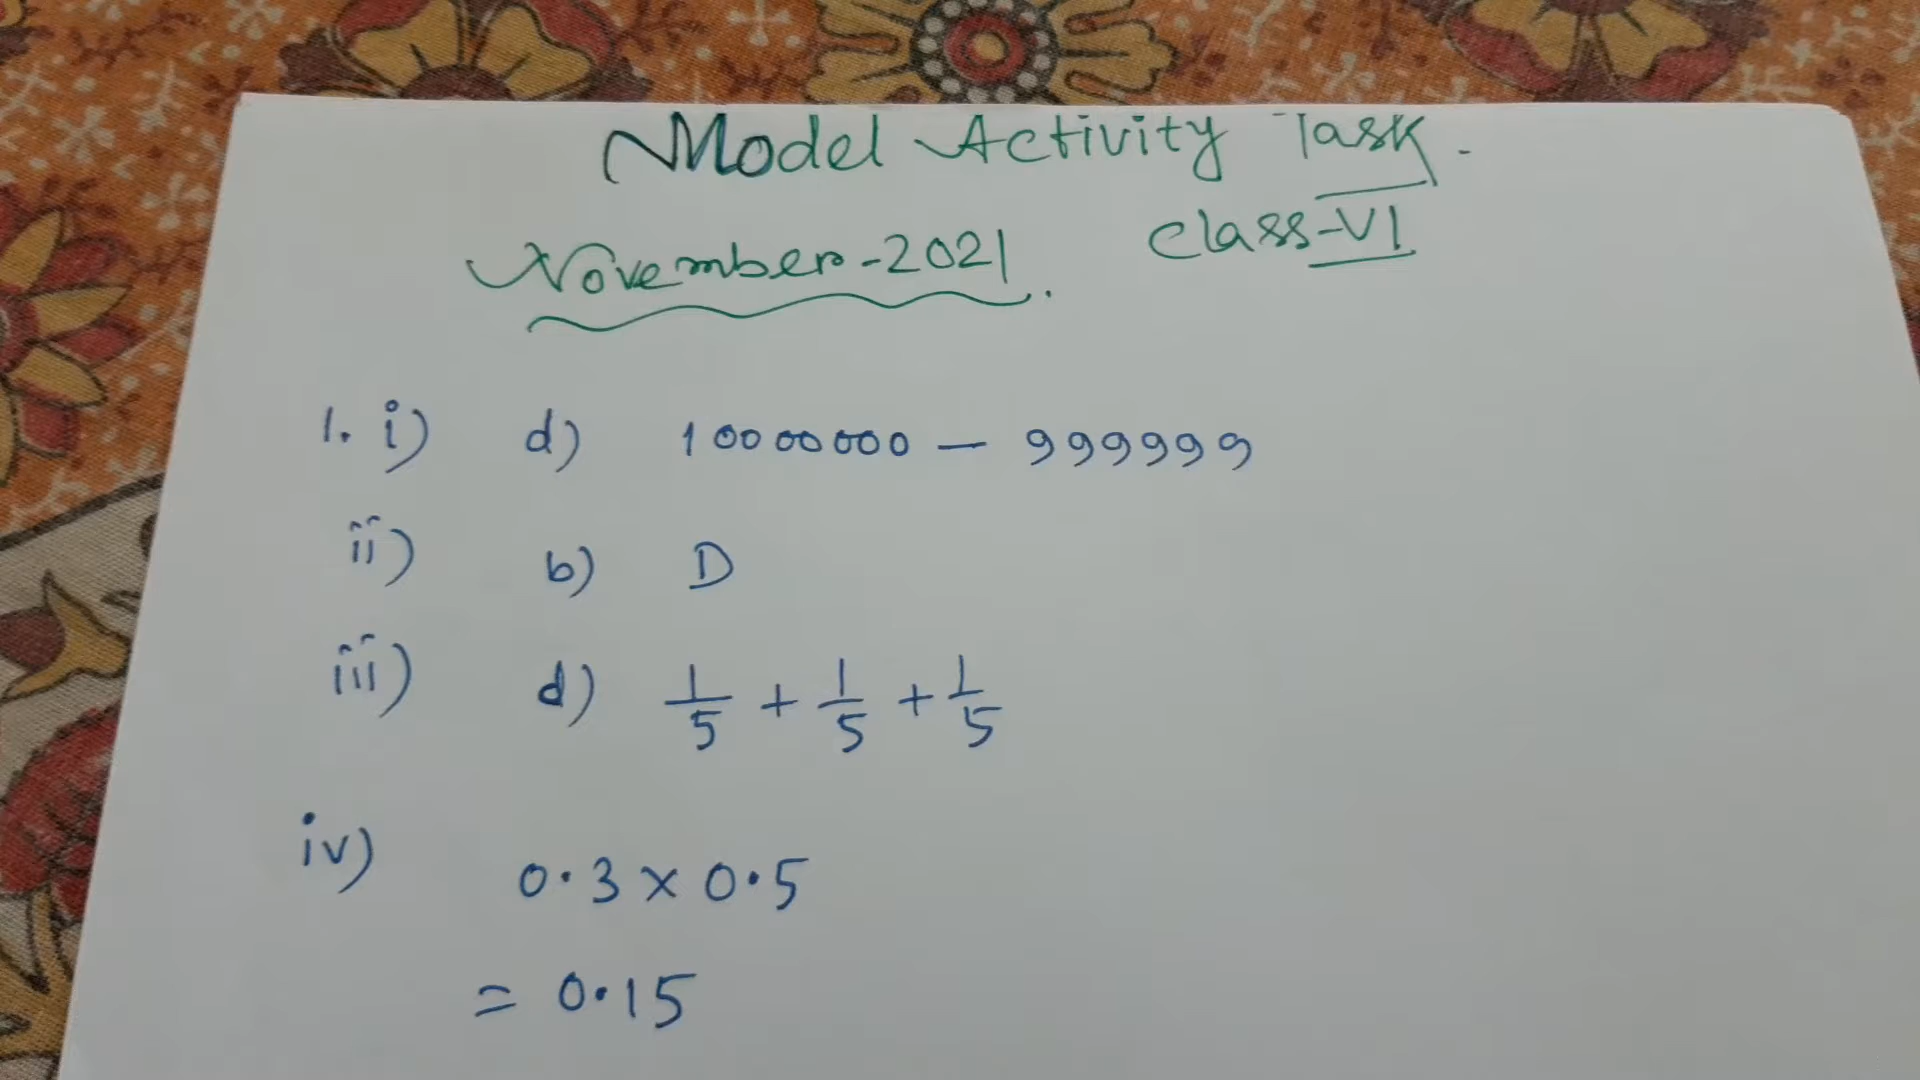 Model Activity Task.
November-2021. Class-VI
1. i) d) 10000000 — 999999
ii) b) D
iii) d) 1/5 + 1/5 + 1/5
iv) 0.3 × 0.5
= 0.15